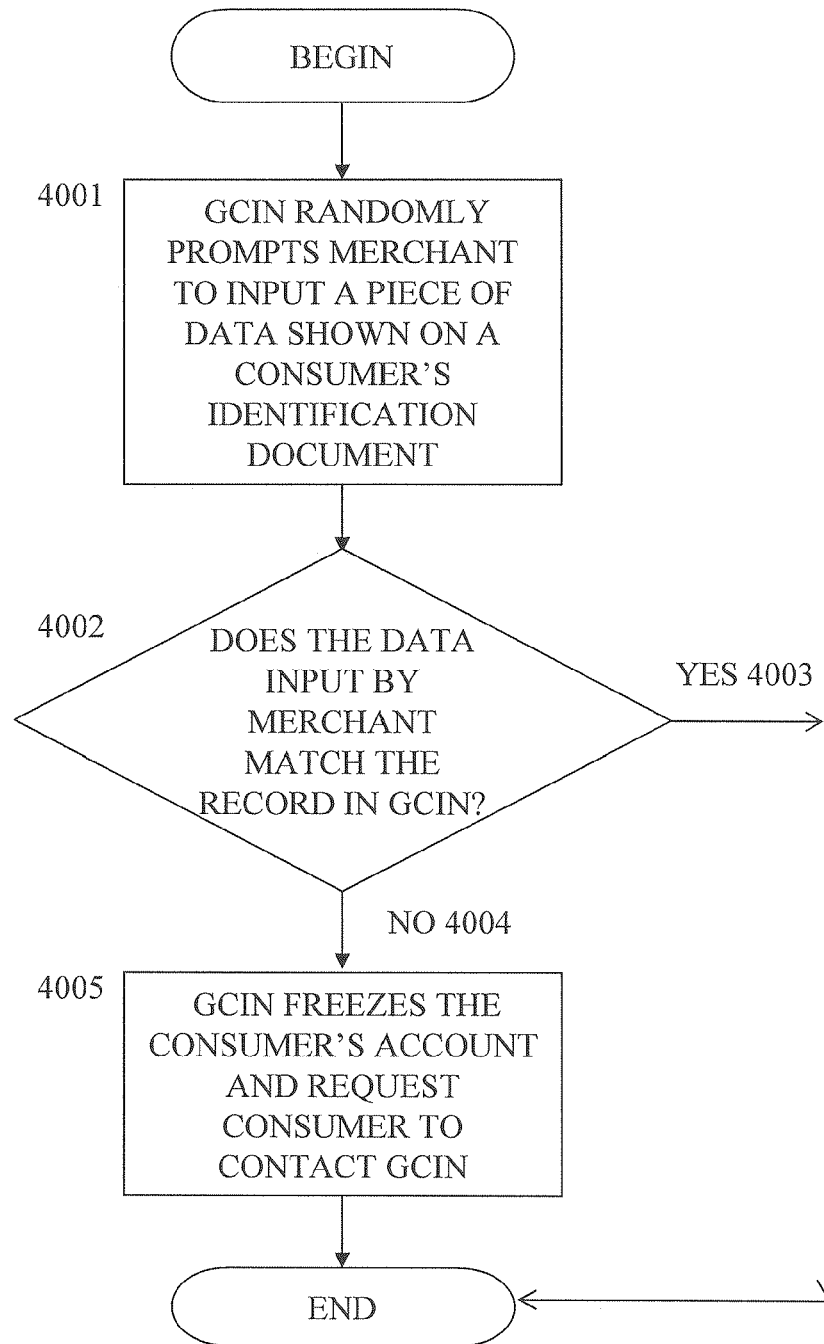 BEGIN
4001
GCIN RANDOMLY
PROMPTS MERCHANT
TO INPUT A PIECE OF
DATA SHOWN ON A
CONSUMER'S
IDENTIFICATION
DOCUMENT
4002
DOES THE DATA
INPUT BY
MERCHANT
MATCH THE
RECORD IN GCIN?
YES 4003
NO 4004
4005
GCIN FREEZES THE
CONSUMER'S ACCOUNT
AND REQUEST
CONSUMER TO
CONTACT GCIN
END